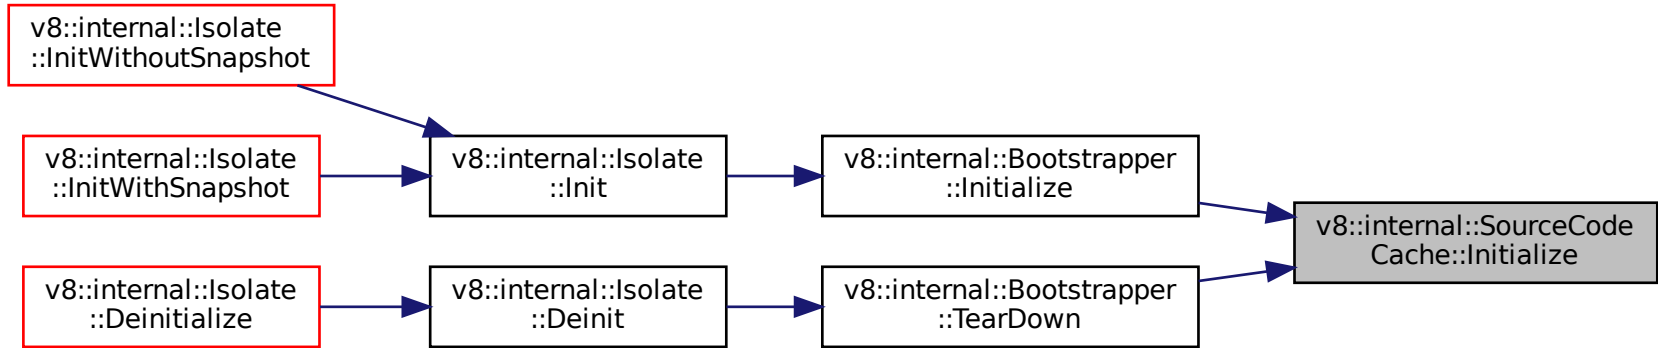 v8::internal::Isolate
::InitWithoutSnapshot
v8::internal::Isolate
::InitWithSnapshot
v8::internal::Isolate
::Init
v8::internal::Bootstrapper
::Initialize
v8::internal::SourceCode
Cache::Initialize
v8::internal::Isolate
::Deinitialize
v8::internal::Isolate
::Deinit
v8::internal::Bootstrapper
::TearDown